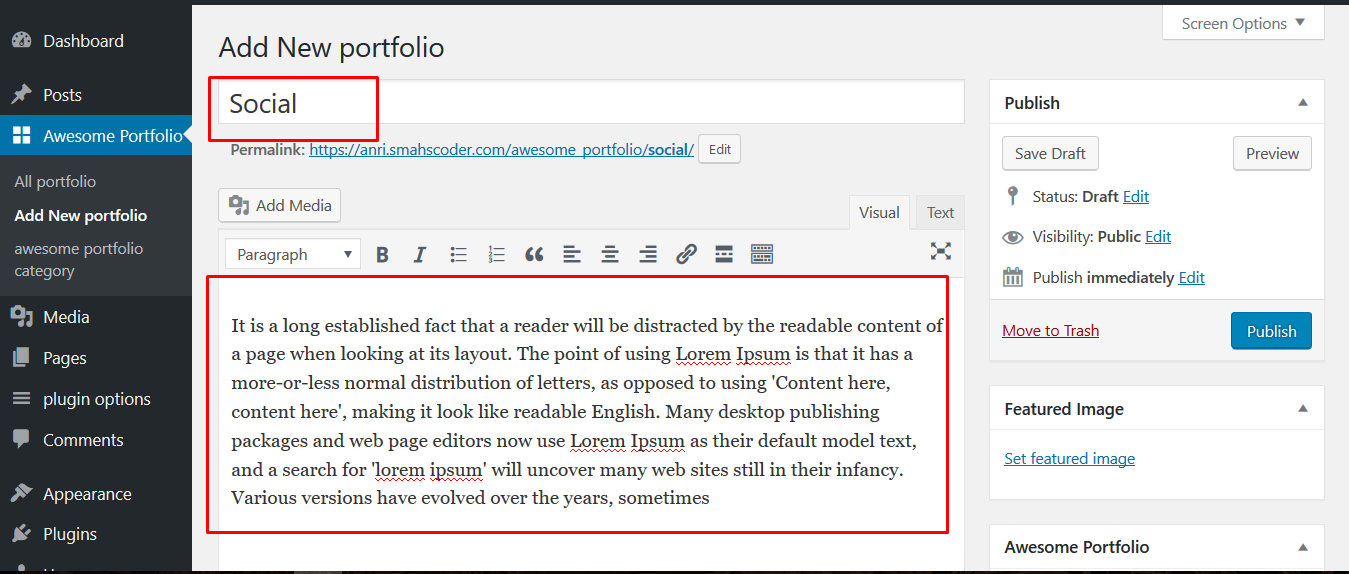 Screen Options
Dashboard
Posts
Awesome Portfolio
All portfolio
Add New portfolio
awesome portfolio
category
Media
Pages
plugin options
Comments
Appearance
Plugins
Add New portfolio
Social
Permalink: https://anri.smahscoder.com/awesome_portfolio/social/ Edit
Add Media
Visual Text
Paragraph B I
It is a long established fact that a reader will be distracted by the readable content of
a page when looking at its layout. The point of using Lorem Ipsum is that it has a
more-or-less normal distribution of letters, as opposed to using 'Content here,
content here', making it look like readable English. Many desktop publishing
packages and web page editors now use Lorem Ipsum as their default model text,
and a search for 'lorem ipsum' will uncover many web sites still in their infancy.
Various versions have evolved over the years, sometimes
Publish
Save Draft Preview
Status: Draft Edit
Visibility: Public Edit
Publish immediately Edit
Move to Trash Publish
Featured Image
Set featured image
Awesome Portfolio